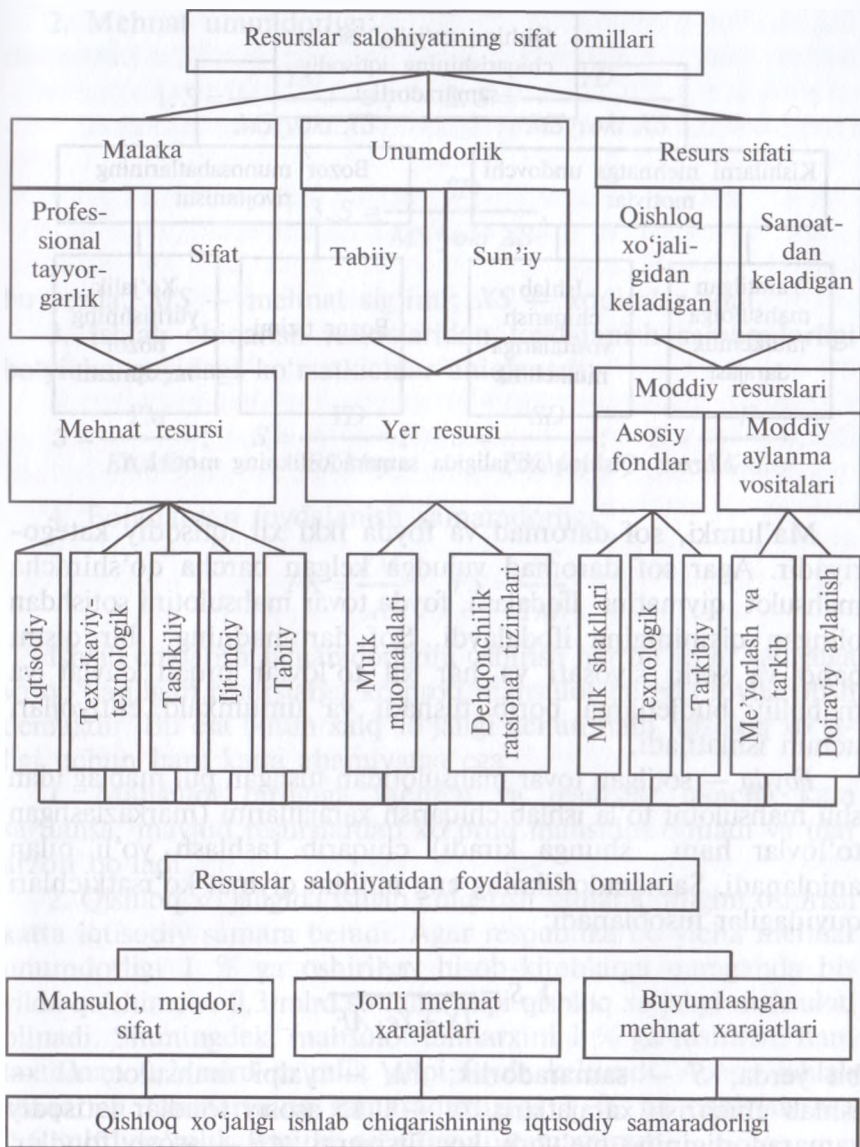 Resurslar salohiyatining sifat omillari
Malaka
Unumdorlik
Resurs sifati
Profes-
sional
tayyor-
garlik
Sifat
Tabiiy
Sun’iy
Qishloq
xo‘jali-
gidan
keladigan
Sanoat-
dan
keladigan
Mehnat resursi
Yer resursi
Moddiy resurslari
Asosiy
fondlar
Moddiy
aylanma
vositalari
Iqtisodiy
Texnikaviy-
texnologik
Tashkiliy
Ijtimoiy
Tabiiy
Mulk
muomalalari
Dehqonchilik
ratsional tizimlari
Mulk shakllari
Texnologik
Tarkibiy
Me’yorlash va
takib
Doiraviy aylanish
Resurslar salohiyatidan foydalanish omillari
Mahsulot, miqdor,
sifat
Jonli mehnat
xarajatlari
Buyumlashgan
mehnat xarajatlari
Qishloq xo‘jaligi ishlab chiqarishining iqtisodiy samaradorligi